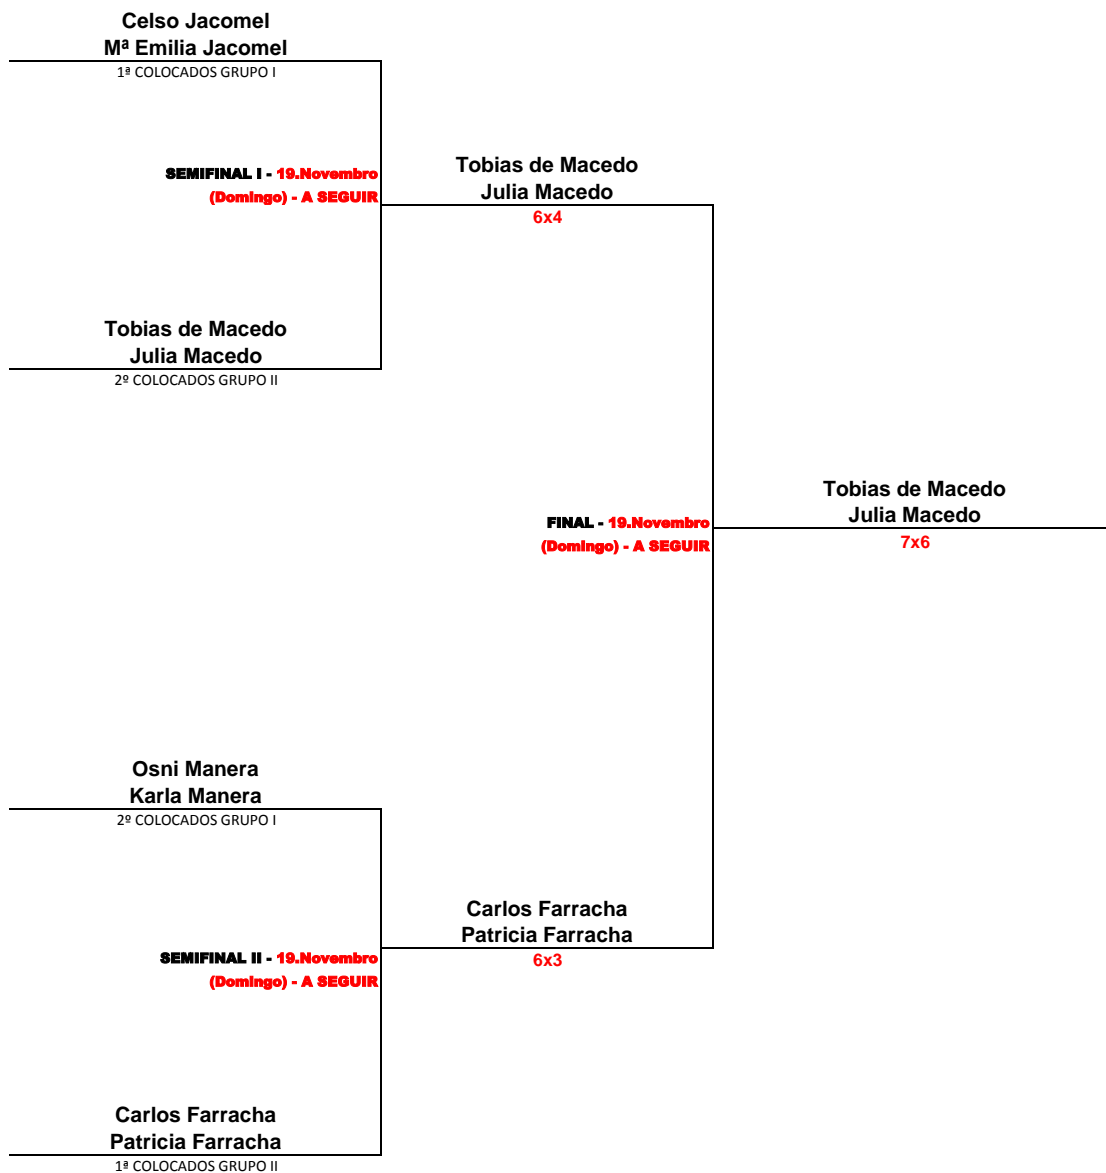 Celso Jacomel
Mª Emilia Jacomel
1ª COLOCADOS GRUPO I
SEMIFINAL I - 19.Novembro
(Domingo) - A SEGUIR
Tobias de Macedo
Julia Macedo
6x4
Tobias de Macedo
Julia Macedo
2º COLOCADOS GRUPO II
FINAL - 19.Novembro
(Domingo) - A SEGUIR
Tobias de Macedo
Julia Macedo
7x6
Osni Manera
Karla Manera
2º COLOCADOS GRUPO I
SEMIFINAL II - 19.Novembro
(Domingo) - A SEGUIR
Carlos Farracha
Patricia Farracha
6x3
Carlos Farracha
Patricia Farracha
1ª COLOCADOS GRUPO II